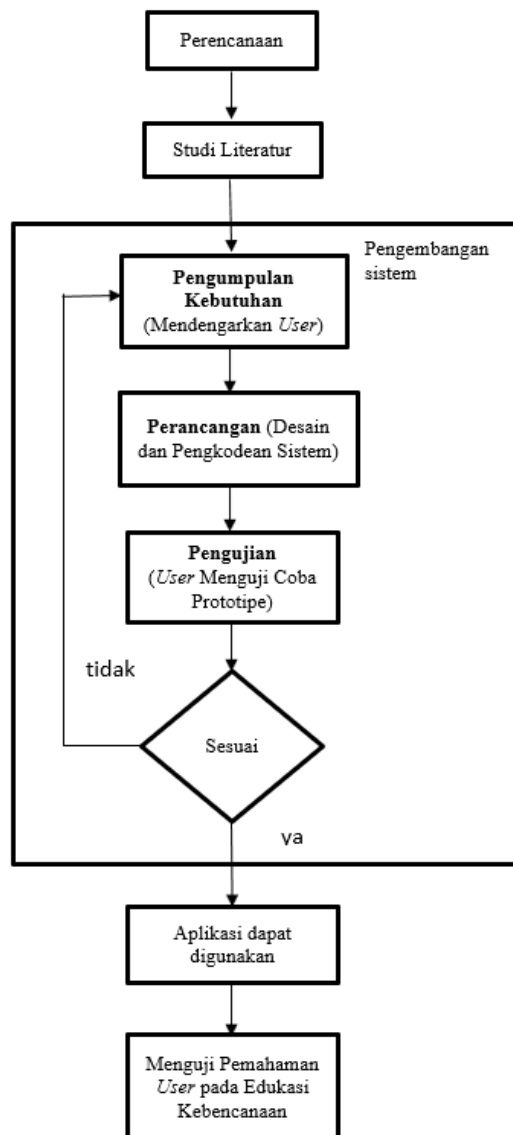 Perencanaan
Studi Literatur
Pengembangan
sistem
Pengumpulan
Kebutuhan
(Mendengarkan User)
Perancangan (Desain
dan Pengkodean Sistem)
Pengujian
(User Menguji Coba
Prototipe)
tidak
Sesuai
ya
Aplikasi dapat
digunakan
Menguji Pemahaman
User pada Edukasi
Kebencanaan